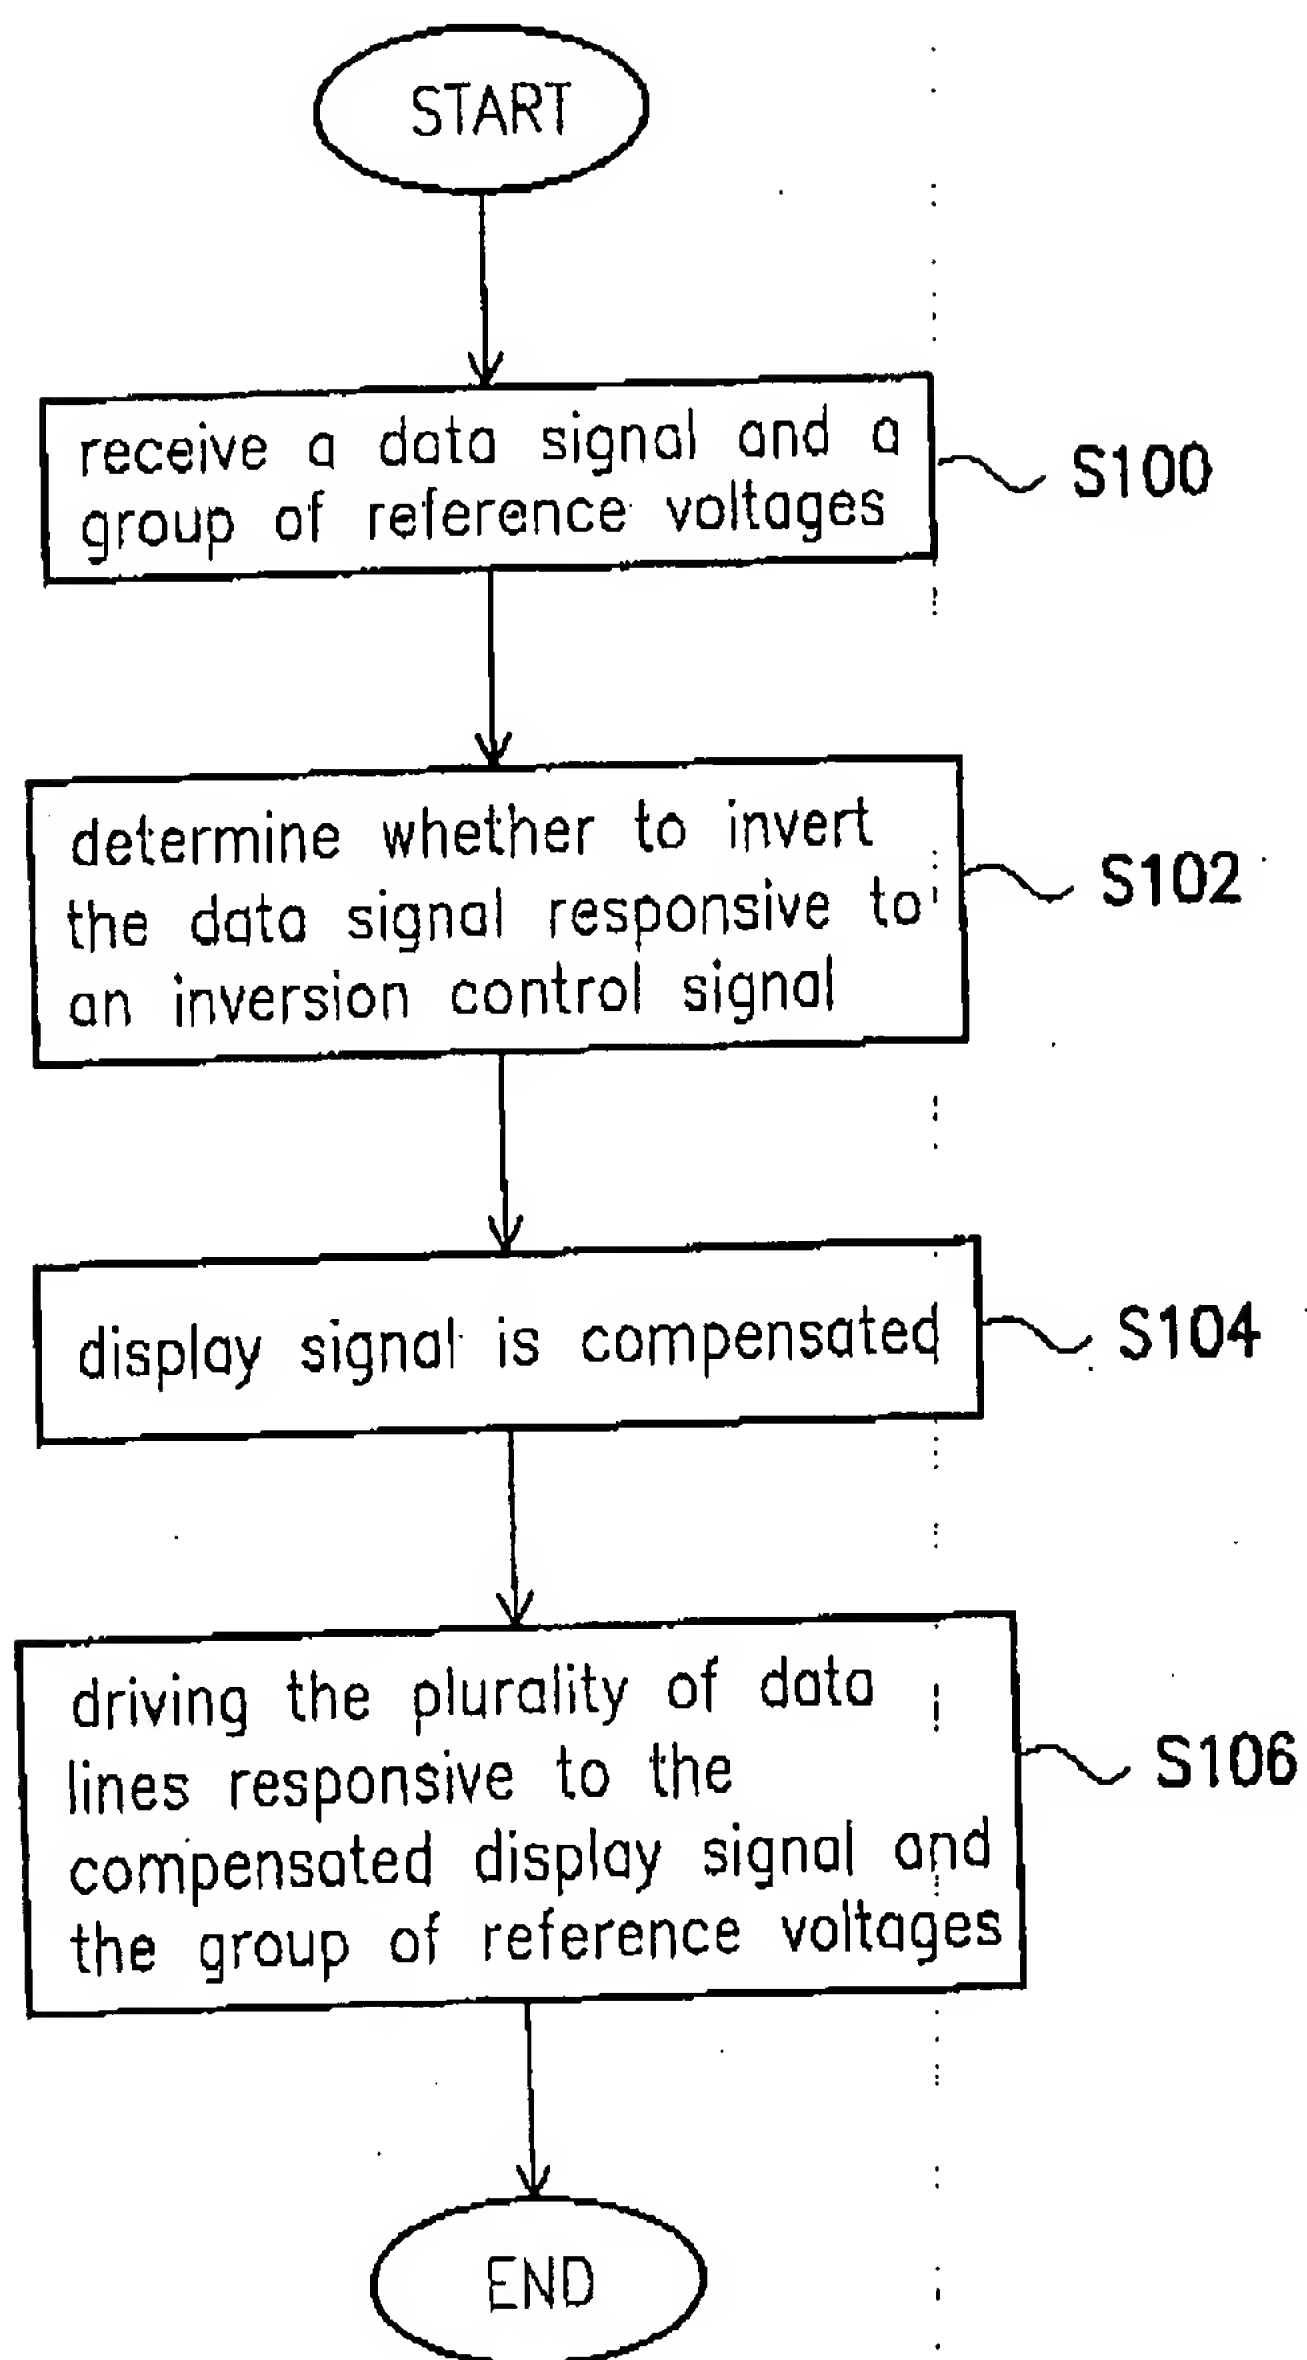 START
receive a data signal and a
group of reference voltages
S100
determine whether to invert
the data signal responsive to
an inversion control signal
S102
display signal is compensated
S104
driving the plurality of data
lines responsive to the
compensated display signal and
the group of reference voltages
S106
END